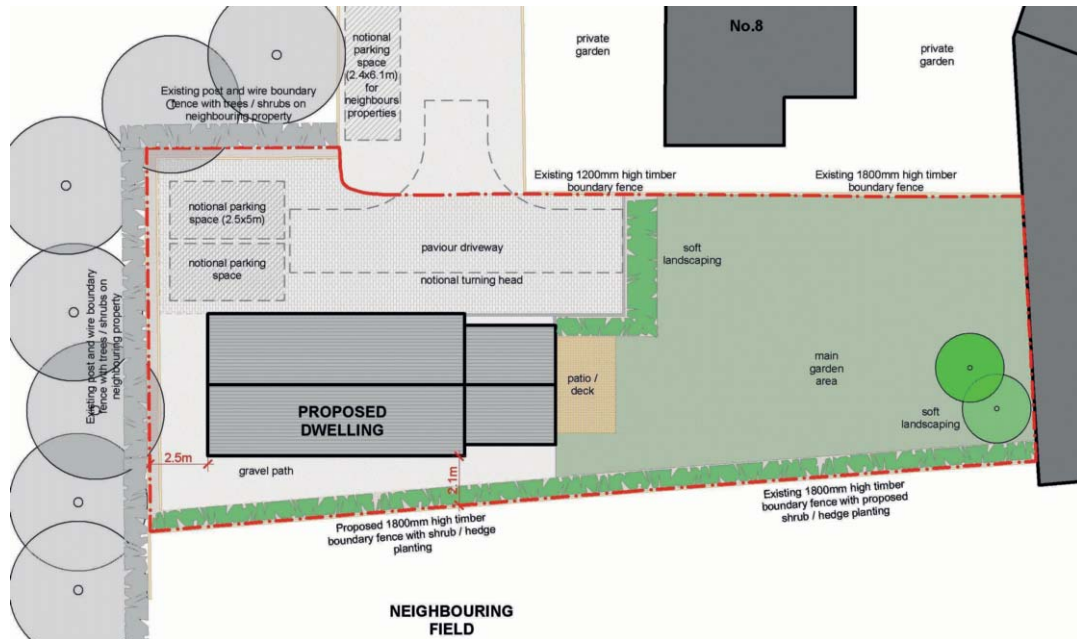 notional
parking
space
(2.4x6.1m)
for
neighbours
properties
private
garden
No.8
private
garden
Existing post and wire boundary
fence with trees / shrubs on
neighbouring property
Existing 1200mm high timber
boundary fence
Existing 1800mm high timber
boundary fence
notional parking
space (2.5x5m)
notional parking
space
paviour driveway
notional turning head
soft
landscaping
Existing post and wire boundary
fence with trees / shrubs on
neighbouring property
main
garden
area
patio /
deck
PROPOSED
DWELLING
soft
landscaping
2.5m
gravel path
2.1m
Proposed 1800mm high timber
boundary fence with shrub / hedge
planting
Existing 1800mm high timber
boundary fence with proposed
shrub / hedge planting
NEIGHBOURING
FIELD